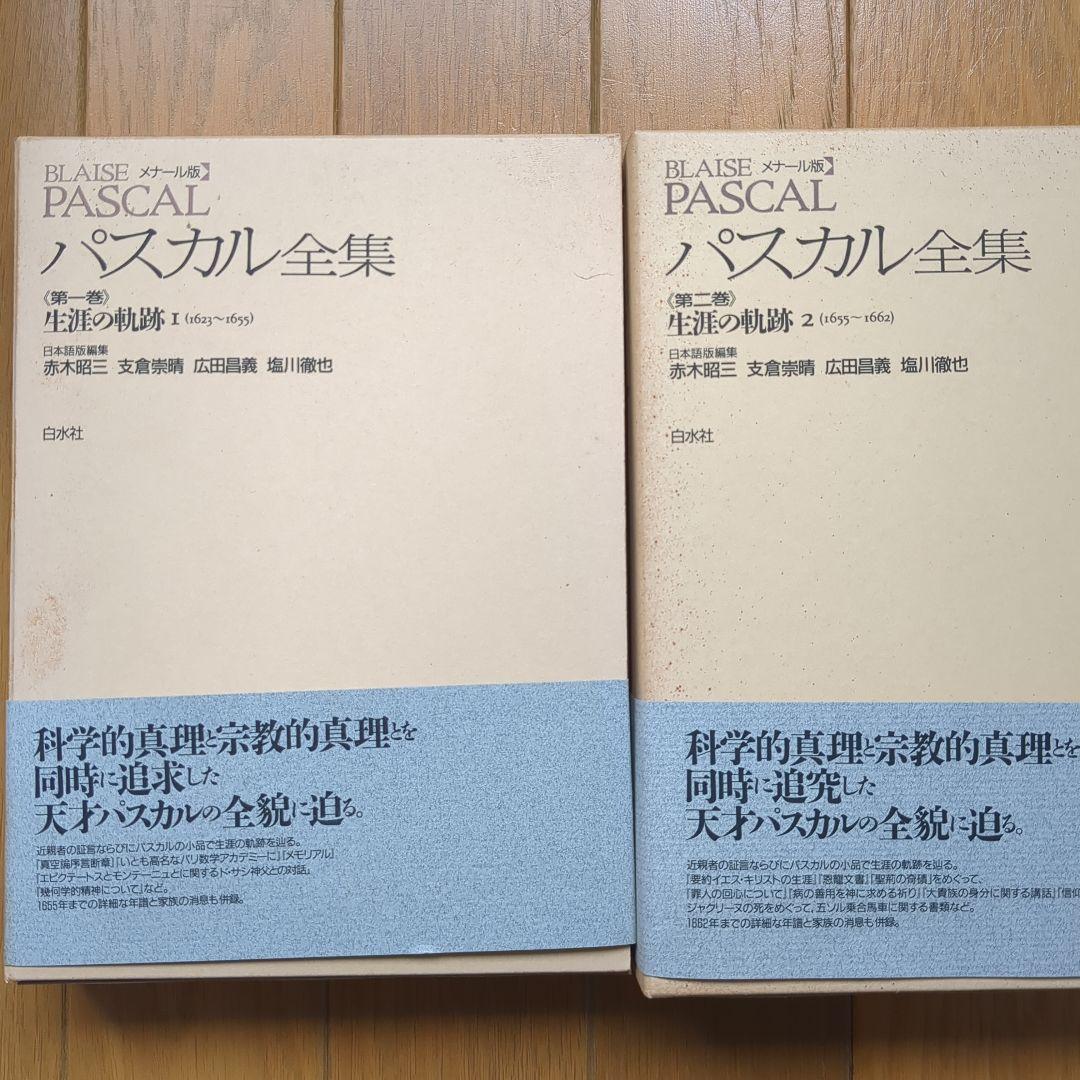 BLAISE メナール版
PASCAL
パスカル全集
《第一巻》
生涯の軌跡 1 (1623～1655)
日本語版編集
赤木昭三 支倉崇晴 広田昌義 塩川徹也
白水社
科学的真理と宗教的真理とを
同時に追求した
天才パスカルの全貌に迫る。
近親者の証言ならびにパスカルの小品で生涯の軌跡を辿る。
『真空論序言断章』『いとも高名なパリ数学アカデミーに』『メモリアル』
『エピクテートスとモンテーニュとに関するド・サシ神父との対話』
『幾何学的精神について』など。
1655年までの詳細な年譜と家族の消息も併録。
BLAISE メナール版
PASCAL
パスカル全集
《第二巻》
生涯の軌跡 2 (1655～1662)
日本語版編集
赤木昭三 支倉崇晴 広田昌義 塩川徹也
白水社
科学的真理と宗教的真理とを
同時に追究した
天才パスカルの全貌に迫る。
近親者の証言ならびにパスカルの小品で生涯の軌跡を辿る。
『要約イエス・キリストの生涯』『恩寵文書』『聖荊の奇蹟』をめぐって、
『罪人の回心について』『病の善用を神に求める祈り』『大貴族の身分に関する講話』『信仰
ジャクリーヌの死をめぐって、五ソル乗合馬車に関する書類など。
1662年までの詳細な年譜と家族の消息も併録。